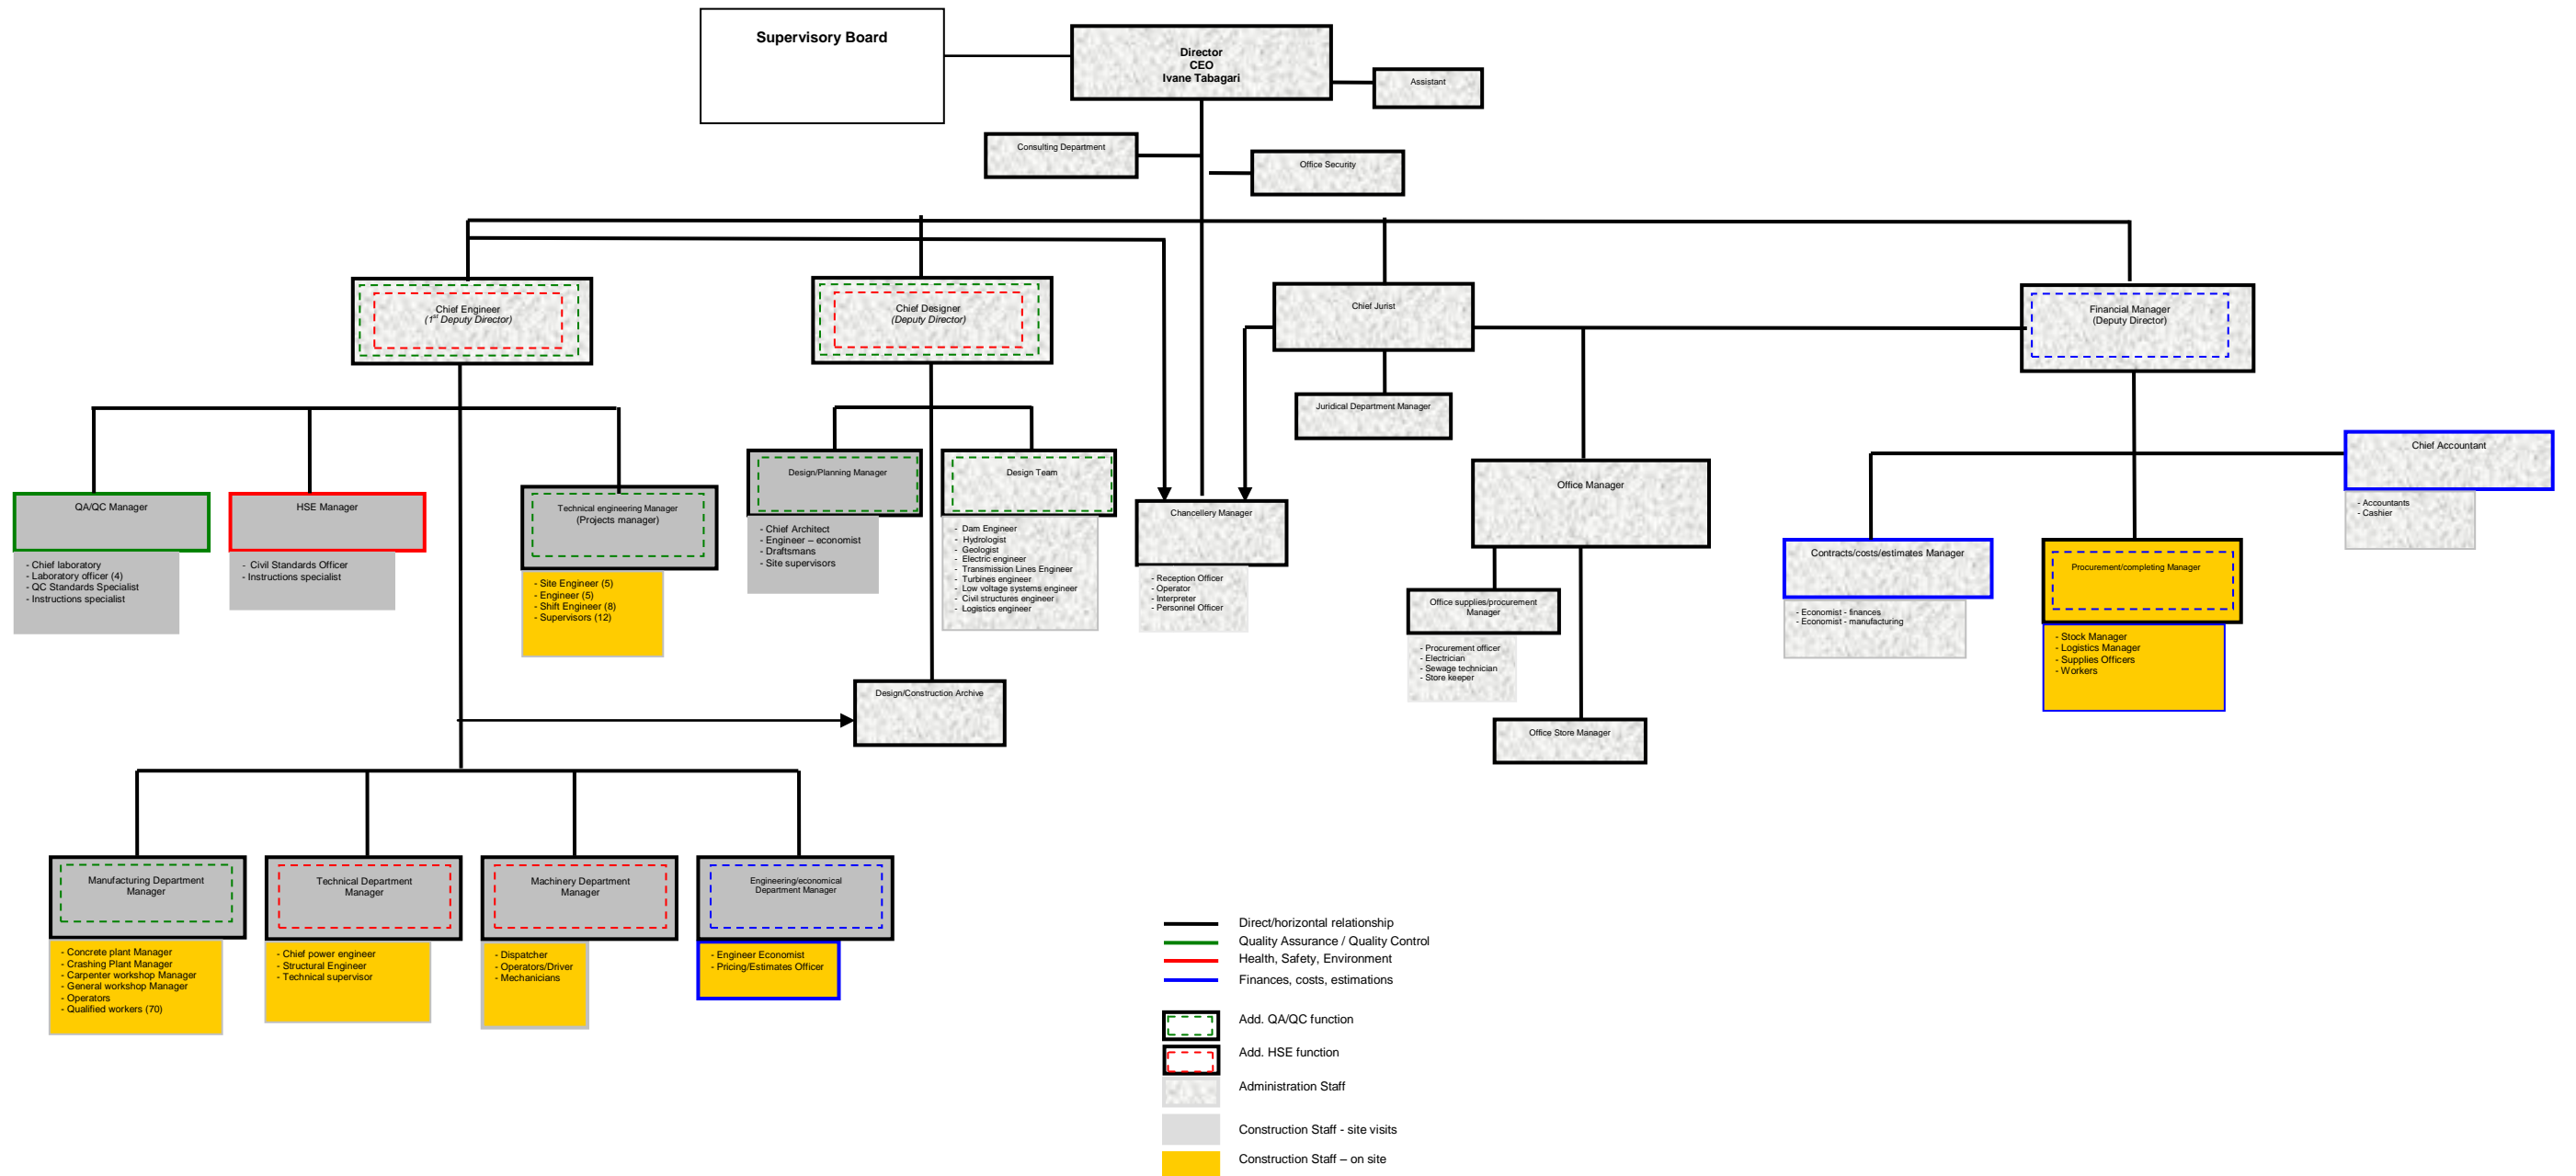 Supervisory Board
Director
CEO
Ivane Tabagari
Assistant
Consulting Department
Office Security
Chief Engineer
(1st Deputy Director)
Chief Designer
(Deputy Director)
Chief Jurist
Financial Manager
(Deputy Director)
Juridical Department Manager
Chief Accountant
- Accountants
- Cashier
QA/QC Manager
- Chief laboratory
- Laboratory officer (4)
- QC Standards Specialist
- Instructions specialist
HSE Manager
- Civil Standards Officer
- Instructions specialist
Technical engineering Manager
(Projects manager)
- Site Engineer (5)
- Engineer (5)
- Shift Engineer (8)
- Supervisors (12)
Design/Planning Manager
- Chief Architect
- Engineer – economist
- Draftsmans
- Site supervisors
Design Team
- Dam Engineer
- Hydrologist
- Geologist
- Electric engineer
- Transmission Lines Engineer
- Turbines engineer
- Low voltage systems engineer
- Civil structures engineer
- Logistics engineer
Chancellery Manager
- Reception Officer
- Operator
- Interpreter
- Personnel Officer
Office Manager
Office supplies/procurement
Manager
- Procurement officer
- Electrician
- Sewage technician
- Store keeper
Contracts/costs/estimates Manager
- Economist - finances
- Economist - manufacturing
Procurement/completing Manager
- Stock Manager
- Logistics Manager
- Supplies Officers
- Workers
Design/Construction Archive
Office Store Manager
Manufacturing Department
Manager
- Concrete plant Manager
- Crashing Plant Manager
- Carpenter workshop Manager
- General workshop Manager
- Operators
- Qualified workers (70)
Technical Department
Manager
- Chief power engineer
- Structural Engineer
- Technical supervisor
Machinery Department
Manager
- Dispatcher
- Operators/Driver
- Mechanicians
Engineering/economical
Department Manager
- Engineer Economist
- Pricing/Estimates Officer
Direct/horizontal relationship
Quality Assurance / Quality Control
Health, Safety, Environment
Finances, costs, estimations
Add. QA/QC function
Add. HSE function
Administration Staff
Construction Staff - site visits
Construction Staff – on site